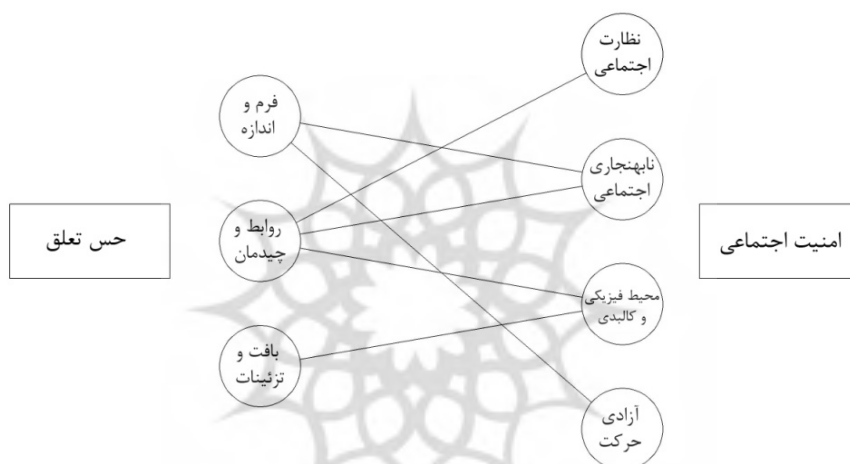 نظارت
اجتماعی
فرم و
اندازه
نابهنجاری
اجتماعی
امنیت اجتماعی
روابط و
چیدمان
حس تعلق
محیط فیزیکی
و کالبدی
بافت و
تزئینات
آزادی
حرکت